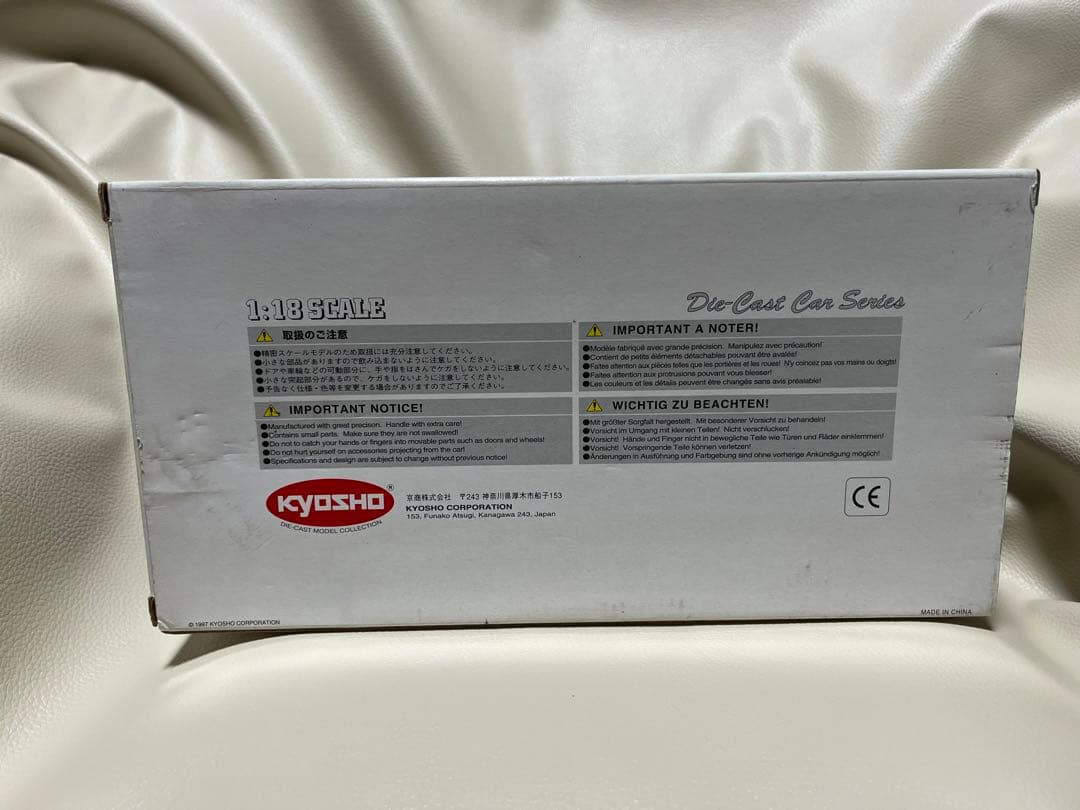 1:18 SCALE
Die-Cast Car Series
取扱のご注意
●精密スケールモデルのため取扱には充分注意してください。
●小さな部品がありますので飲み込まないように注意してください。
●ドアや車輪などの可動部分に、手や指をはさんでケガをしないように注意してください。
●小さい突起部分があるので、ケガをしないように注意してください。
●予告なく仕様・色等を変更する場合がありますのでご了承ください。
IMPORTANT NOTICE!
●Manufactured with great precison. Handle with extra care!
●Contains small parts. Make sure they are not swallowed!
●Do not to catch your hands or fingers into movable parts such as doors and wheels!
●Do not hurt yourself on accessories projecting from the car!
●Specifications and design are subject to change without previous notice!
IMPORTANT A NOTER!
●Modèle fabriqué avec grande précision. Manipulez avec précaution!
●Contient de petits éléments détachables pouvant être avalés!
●Faites attention aux pièces telles que les portières et les roues! N'y coincez pas vos mains ou doigts!
●Faites attention aux protrusions pouvant vous blesser!
●Les couleurs et les détails peuvent être changés sans avis préalable!
WICHTIG ZU BEACHTEN!
●Mit größter Sorgfalt hergestellt. Mit besonderer Vorsicht zu behandeln!
●Vorsicht im Umgang mit kleinen Teilen! Nicht verschlucken!
●Vorsicht! Hände und Finger nicht in bewegliche Teile wie Türen und Räder einklemmen!
●Vorsicht! Vorspringende Teile können verletzen!
●Änderungen in Ausführung und Farbgebung sind ohne vorherige Ankündigung möglich!
KYOSHO®
DIE-CAST MODEL COLLECTION
京商株式会社 〒243 神奈川県厚木市船子153
KYOSHO CORPORATION
153, Funako Atsugi, Kanagawa 243, Japan
CE
© 1997 KYOSHO CORPORATION
MADE IN CHINA